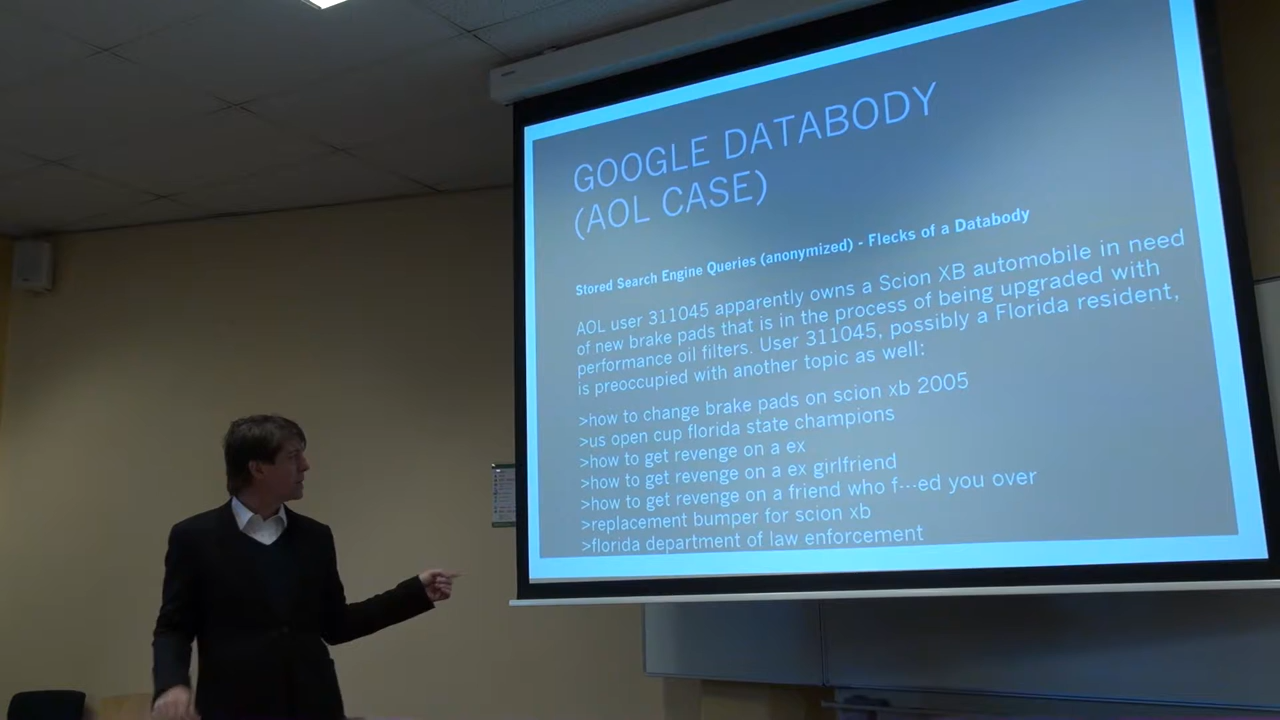 GOOGLE DATABODY
(AOL CASE)
Stored Search Engine Queries (anonymized) - Flecks of a Databody
AOL user 311045 apparently owns a Scion XB automobile in need
of new brake pads that is in the process of being upgraded with
performance oil filters. User 311045, possibly a Florida resident,
is preoccupied with another topic as well:
>how to change brake pads on scion xb 2005
>us open cup florida state champions
>how to get revenge on a ex
>how to get revenge on a ex girlfriend
>how to get revenge on a friend who f···ed you over
>replacement bumper for scion xb
>florida department of law enforcement